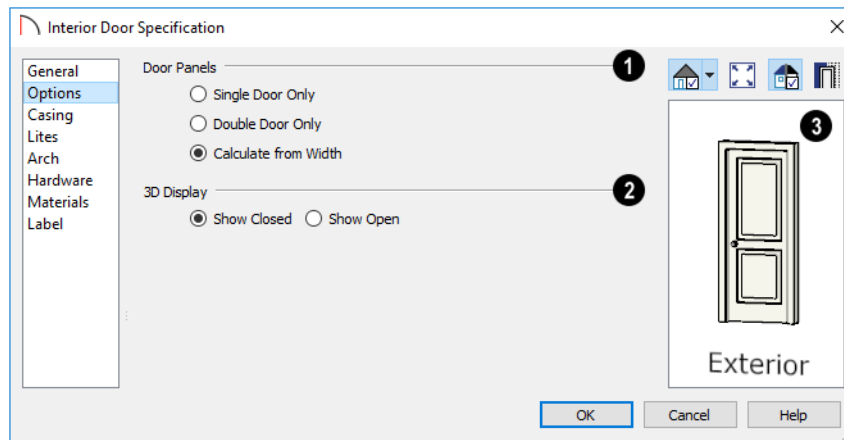 Interior Door Specification
General
Options
Casing
Lites
Arch
Hardware
Materials
Label
Door Panels
1
Single Door Only
Double Door Only
Calculate from Width
3D Display
2
Show Closed
Show Open
3
Exterior
OK
Cancel
Help